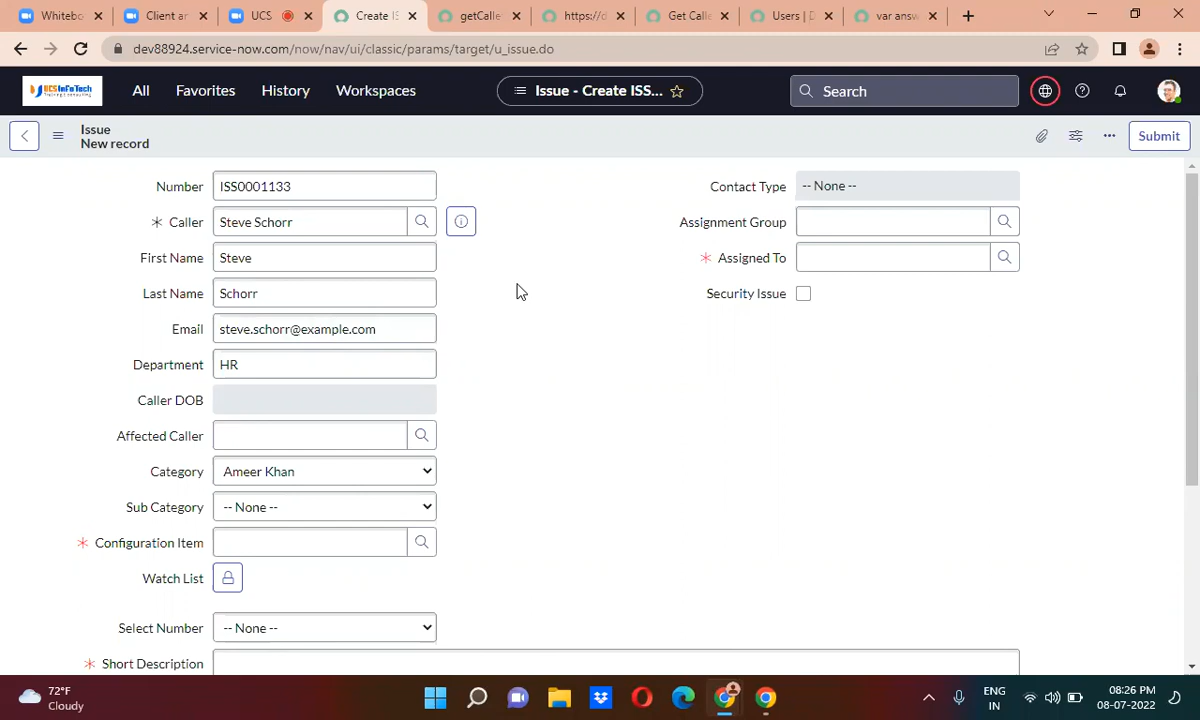 Whitebo
Client ar
UCS
Create IS
getCalle
https://d
Get Calle
Users | D
var answ
dev88924.service-now.com/now/nav/ui/classic/params/target/u_issue.do
UCSInfoTech
All
Favorites
History
Workspaces
Issue - Create ISS...
Search
Issue
New record
Submit
Number ISS0001133
Caller Steve Schorr
First Name Steve
Last Name Schorr
Email steve.schorr@example.com
Department HR
Caller DOB
Affected Caller
Category Ameer Khan
Sub Category -- None --
Configuration Item
Watch List
Select Number -- None --
Short Description
Contact Type -- None --
Assignment Group
Assigned To
Security Issue
72°F
Cloudy
ENG
IN
08:26 PM
08-07-2022